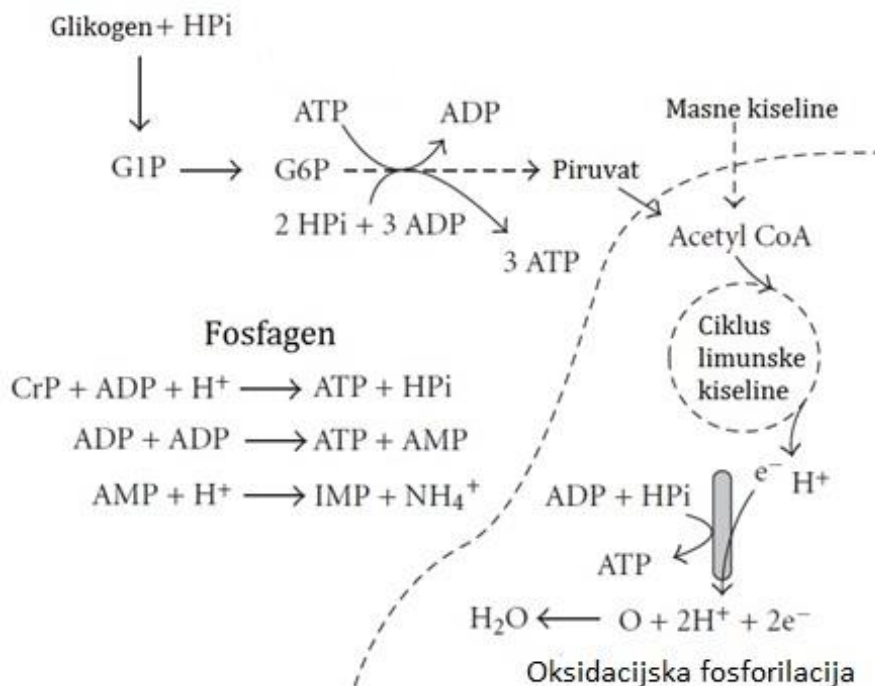 Glikogen + HPi
ATP ADP
Masne kiseline
G1P G6P Piruvat
2 HPi + 3 ADP
Acetyl CoA
3 ATP
Fosfagen
Ciklus
limunske
kiseline
CrP + ADP + H⁺ → ATP + HPi
ADP + ADP → ATP + AMP
AMP + H⁺ → IMP + NH₄⁺
e⁻ H⁺
ADP + HPi
ATP
H₂O ← O + 2H⁺ + 2e⁻
Oksidacijska fosforilacija